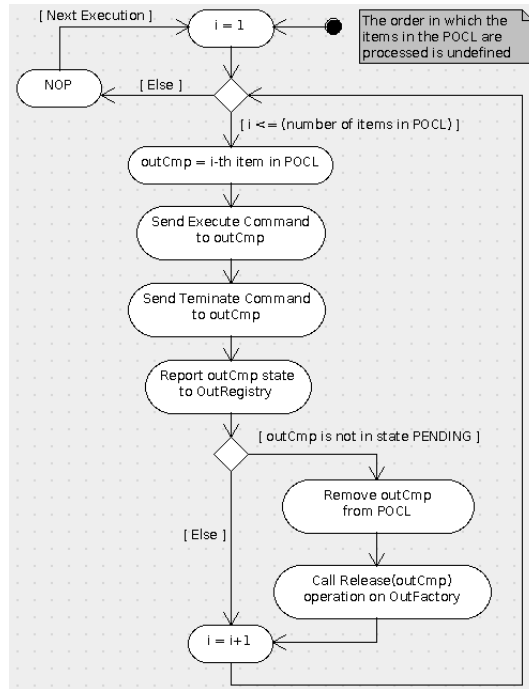 [ Next Execution ]
i = 1
The order in which the
items in the POCL are
processed is undefined
NOP
[ Else ]
[ i <= (number of items in POCL) ]
outCmp = i-th item in POCL
Send Execute Command
to outCmp
Send Teminate Command
to outCmp
Report outCmp state
to OutRegistry
[ outCmp is not in state PENDING ]
Remove outCmp
from POCL
[ Else ]
Call Release(outCmp)
operation on OutFactory
i = i+1